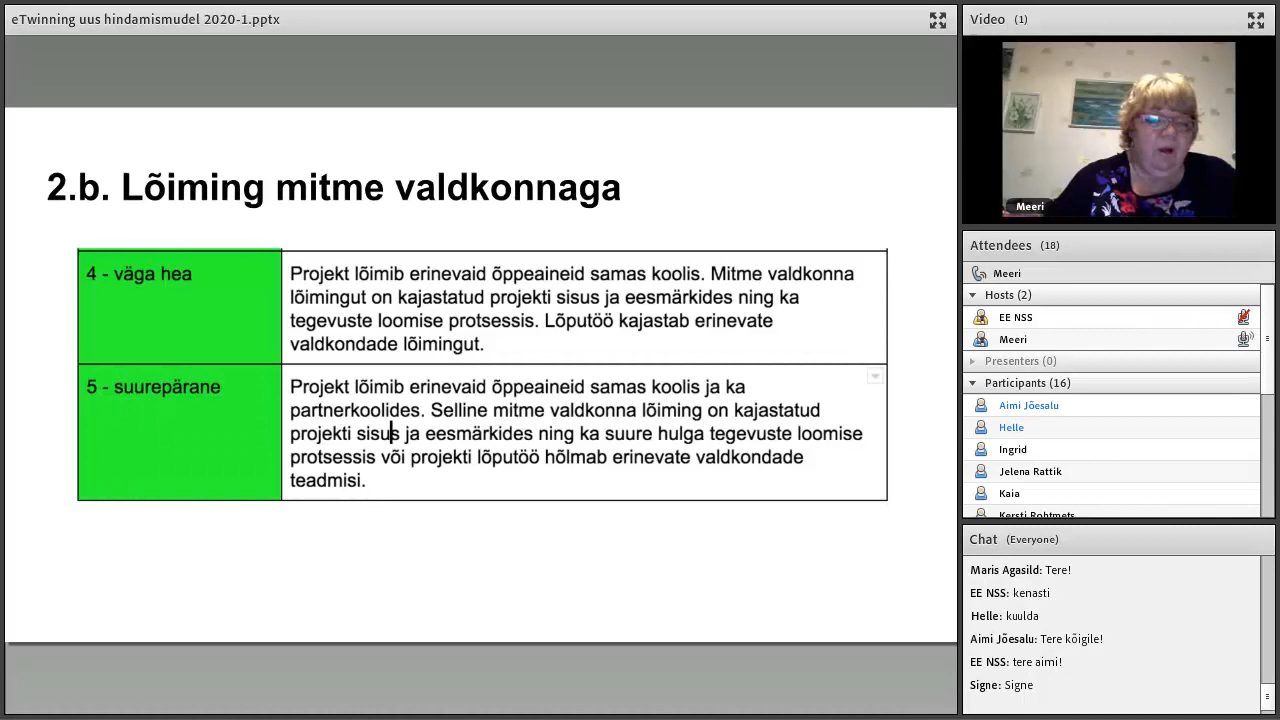 eTwinning uus hindamismudel 2020-1.pptx
2.b. Lõiming mitme valdkonnaga
4 - väga hea
Projekt lõimib erinevaid õppeaineid samas koolis. Mitme valdkonna
lõimingut on kajastatud projekti sisus ja eesmärkides ning ka
tegevuste loomise protsessis. Lõputöö kajastab erinevate
valdkondade lõimingut.
5 - suurepärane
Projekt lõimib erinevaid õppeaineid samas koolis ja ka
partnerkoolides. Selline mitme valdkonna lõiming on kajastatud
projekti sisus ja eesmärkides ning ka suure hulga tegevuste loomise
protsessis või projekti lõputöö hõlmab erinevate valdkondade
teadmisi.
Video (1)
Meeri
Attendees (18)
Meeri
Hosts (2)
EE NSS
Meeri
Presenters (0)
Participants (16)
Aimi Jõesalu
Helle
Ingrid
Jelena Rattik
Kaia
Kersti Rohtmets
Chat (Everyone)
Maris Agasild: Tere!
EE NSS: kenasti
Helle: kuulda
Aimi Jõesalu: Tere kõigile!
EE NSS: tere aimi!
Signe: Signe